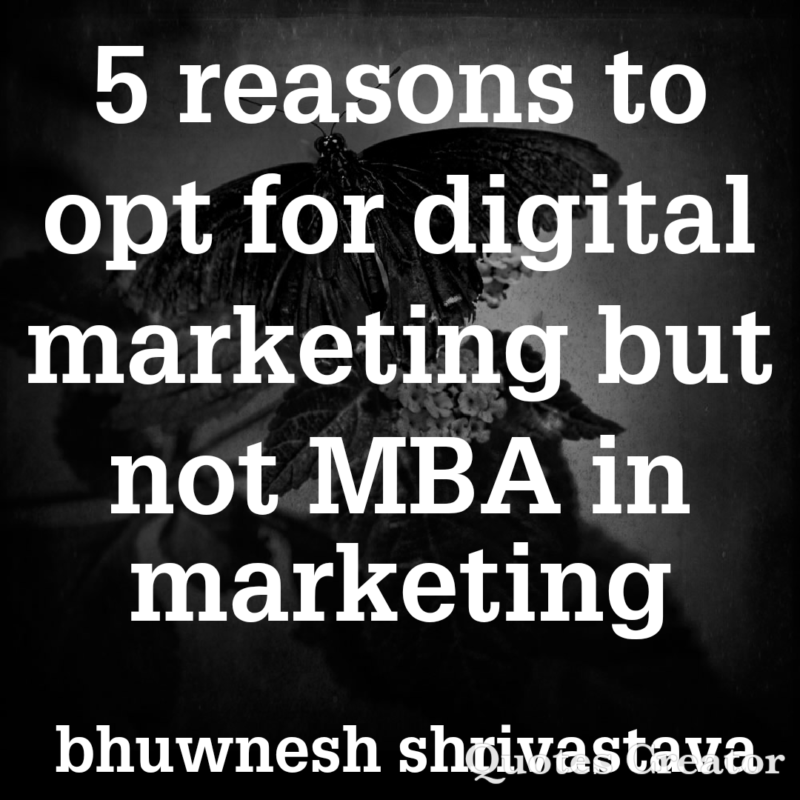 5 reasons to
opt for digital
marketing but
not MBA in
marketing
bhuwnesh shrivastava
Quotes Creator